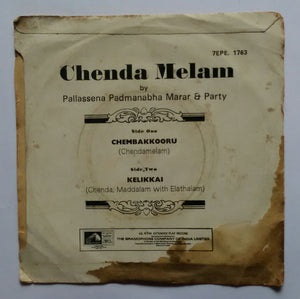 7EPE. 1763
Chenda Melam
by
Pallassena Padmanabha Marar & Party
Side One
CHEMBAKKOORU
(Chendamelam)
Side Two
KELIKKAI
(Chenda, Maddalam with Elathalam)
THE GRAMOPHONE COMPANY OF INDIA LIMITED